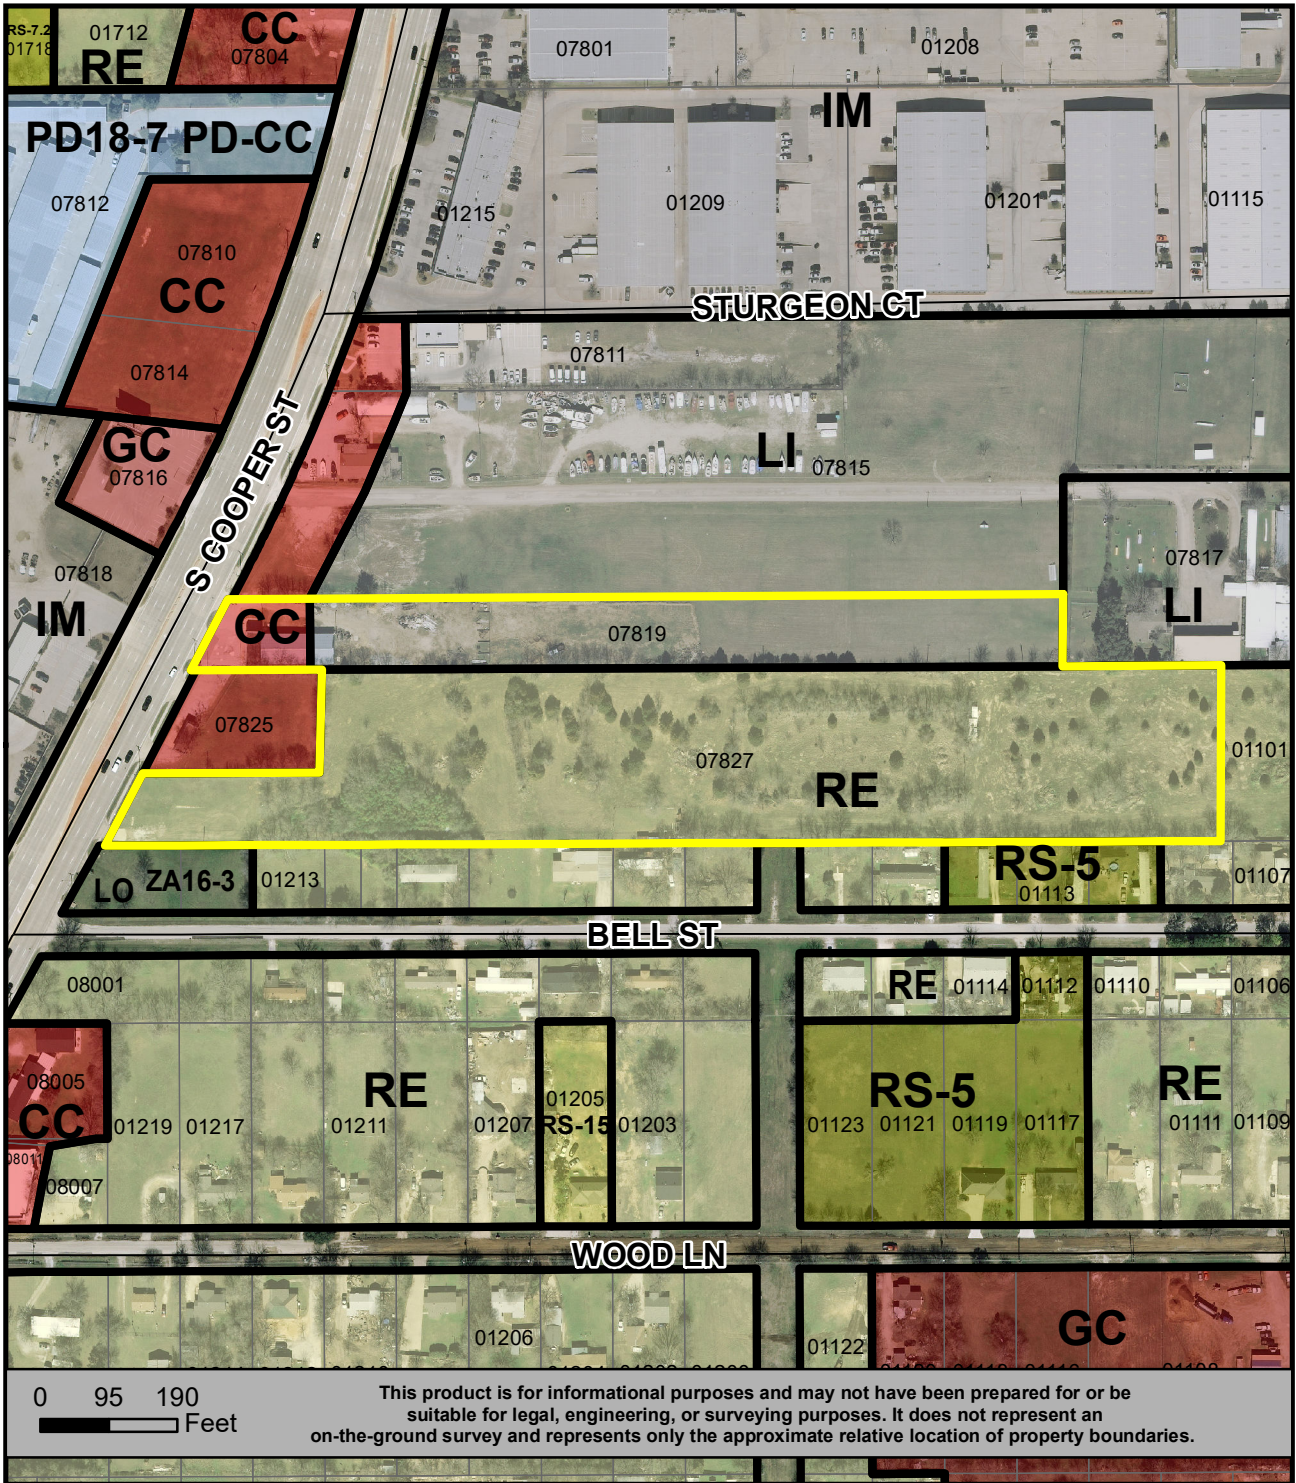 RS-7.2
01718
01712
RE
CC
07804
07801
01208
IM
PD18-7 PD-CC
07812
07810
CC
07814
01215
01209
01201
01115
STURGEON CT
07811
GC
07816
S COOPER ST
LI
07815
07818
IM
07817
LI
CC
07819
07825
07827
RE
01101
LO
ZA16-3
01213
RS-5
01113
01107
BELL ST
08001
RE
01114
01112
01110
01106
08005
CC
08011
08007
01219
01217
RE
01211
01207
01205
RS-15
01203
RS-5
01123
01121
01119
01117
RE
01111
01109
WOOD LN
01206
01122
GC
0 95 190
Feet
This product is for informational purposes and may not have been prepared for or be
suitable for legal, engineering, or surveying purposes. It does not represent an
on-the-ground survey and represents only the approximate relative location of property boundaries.